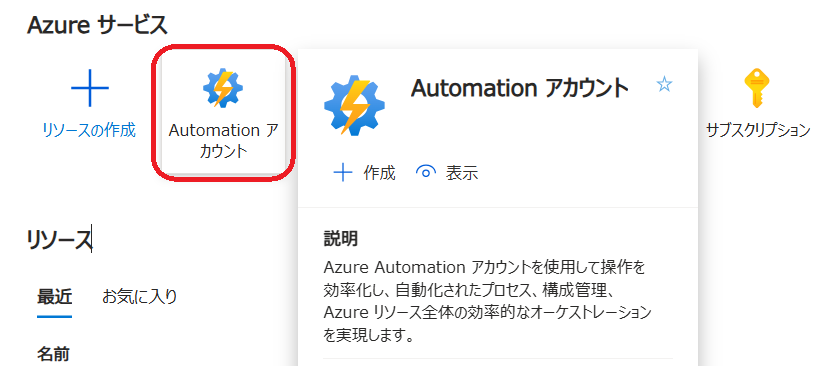 Azure サービス
リソースの作成
Automation ア
カウント
Automation アカウント
作成
表示
サブスクリプション
説明
Azure Automation アカウントを使用して操作を
効率化し、自動化されたプロセス、構成管理、
Azure リソース全体の効率的なオーケストレーション
を実現します。
リソース
最近
お気に入り
名前